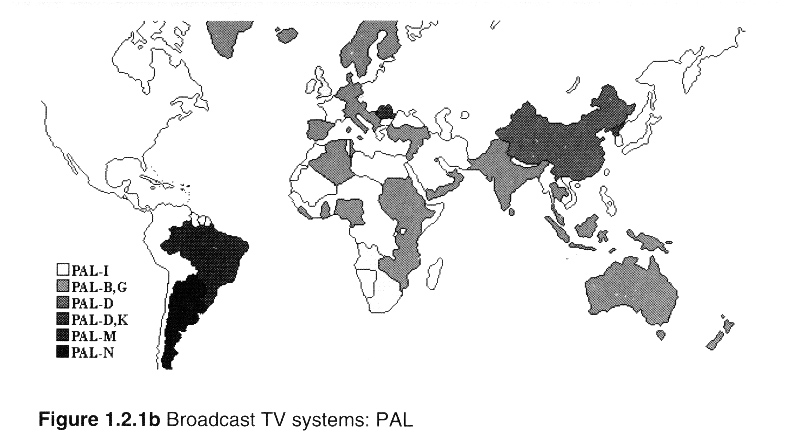 PAL-I
PAL-B,G
PAL-D
PAL-D,K
PAL-M
PAL-N
Figure 1.2.1b Broadcast TV systems: PAL